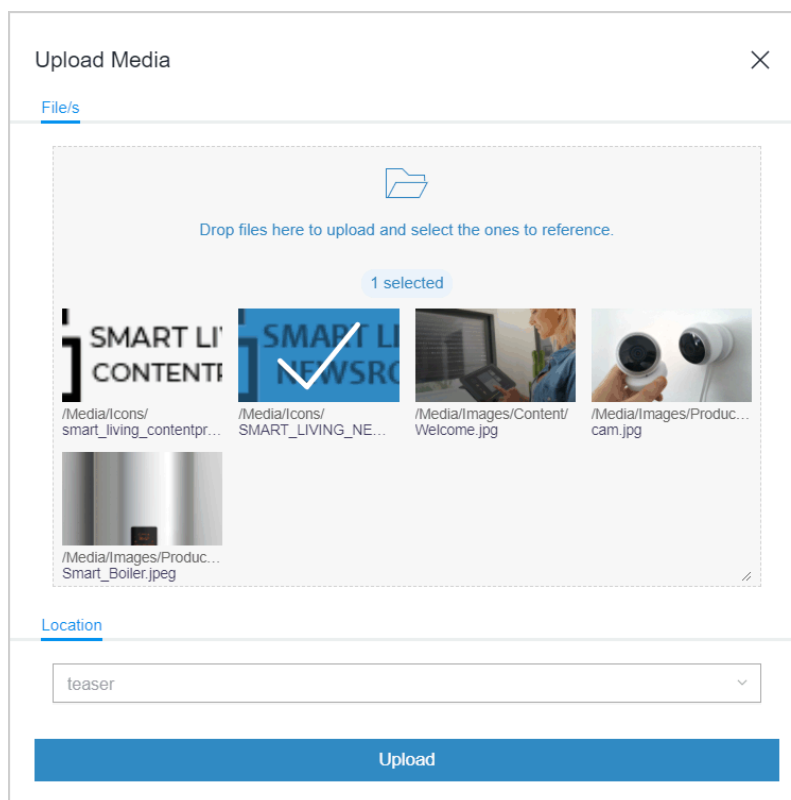 Upload Media
File/s
Drop files here to upload and select the ones to reference.
1 selected
SMART LI
CONTENT
SMART LI
NEWSR
/Media/Icons/
smart_living_contentpr...
/Media/Icons/
SMART_LIVING_NE...
/Media/Images/Content/
Welcome.jpg
/Media/Images/Produc...
cam.jpg
/Media/Images/Produc...
Smart_Boiler.jpeg
Location
teaser
Upload